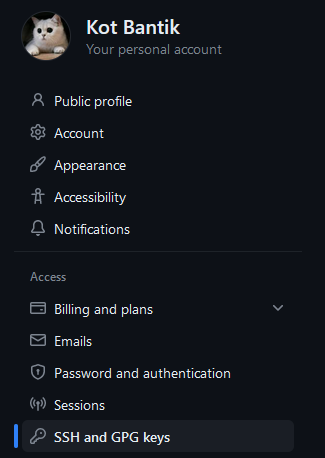 Kot Bantik
Your personal account
Public profile
Account
Appearance
Accessibility
Notifications
Access
Billing and plans
Emails
Password and authentication
Sessions
SSH and GPG keys